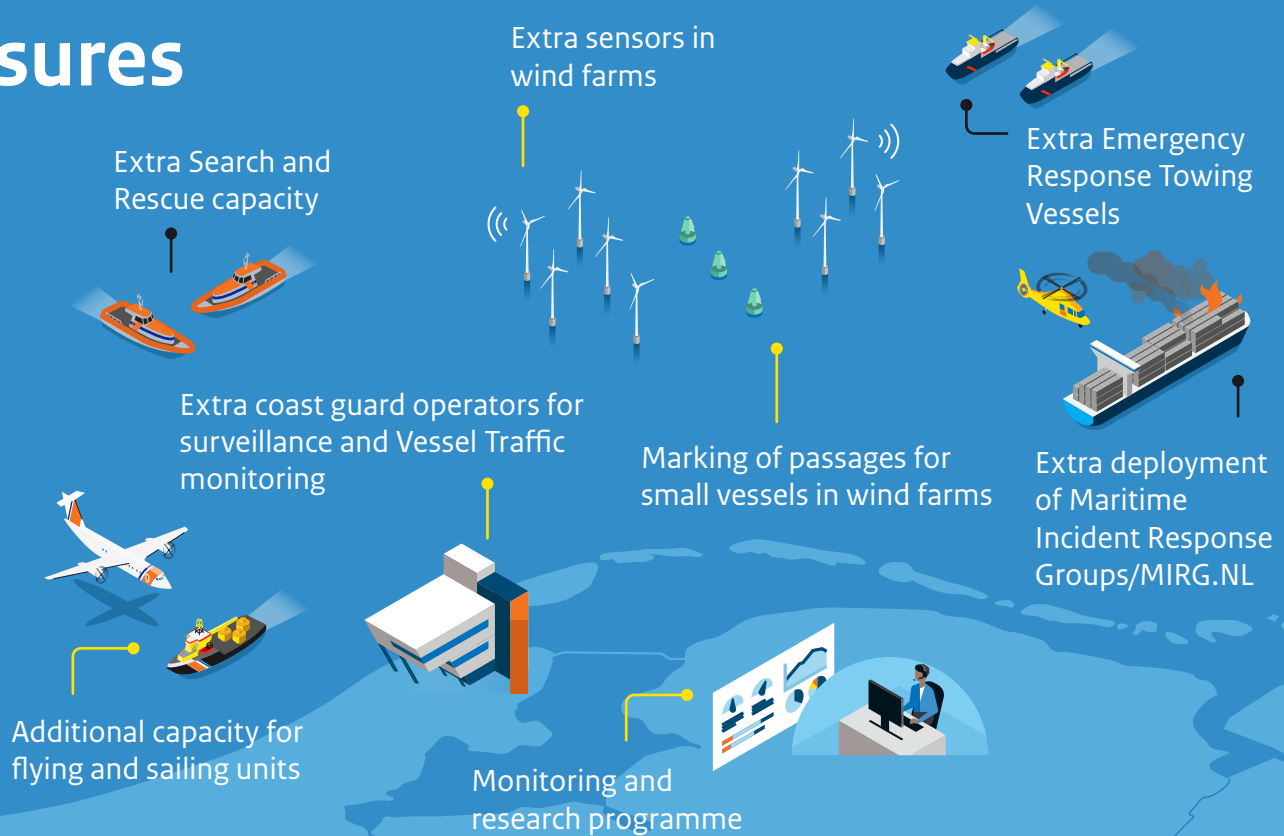 sures
Extra sensors in
wind farms
Extra Search and
Rescue capacity
Extra Emergency
Response Towing
Vessels
Extra coast guard operators for
surveillance and Vessel Traffic
monitoring
Marking of passages for
small vessels in wind farms
Extra deployment
of Maritime
Incident Response
Groups/MIRG.NL
Additional capacity for
flying and sailing units
Monitoring and
research programme